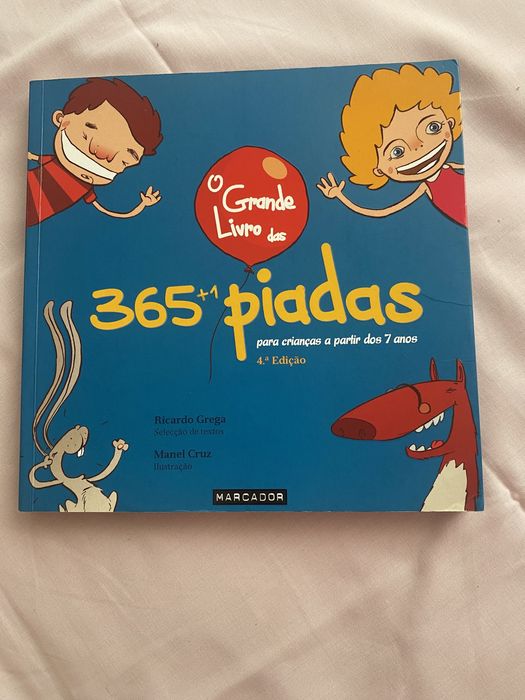 O Grande
Livro das
365+1 piadas
para crianças a partir dos 7 anos
4.ª Edição
Ricardo Grega
Selecção de textos
Manel Cruz
Ilustração
MARCADOR